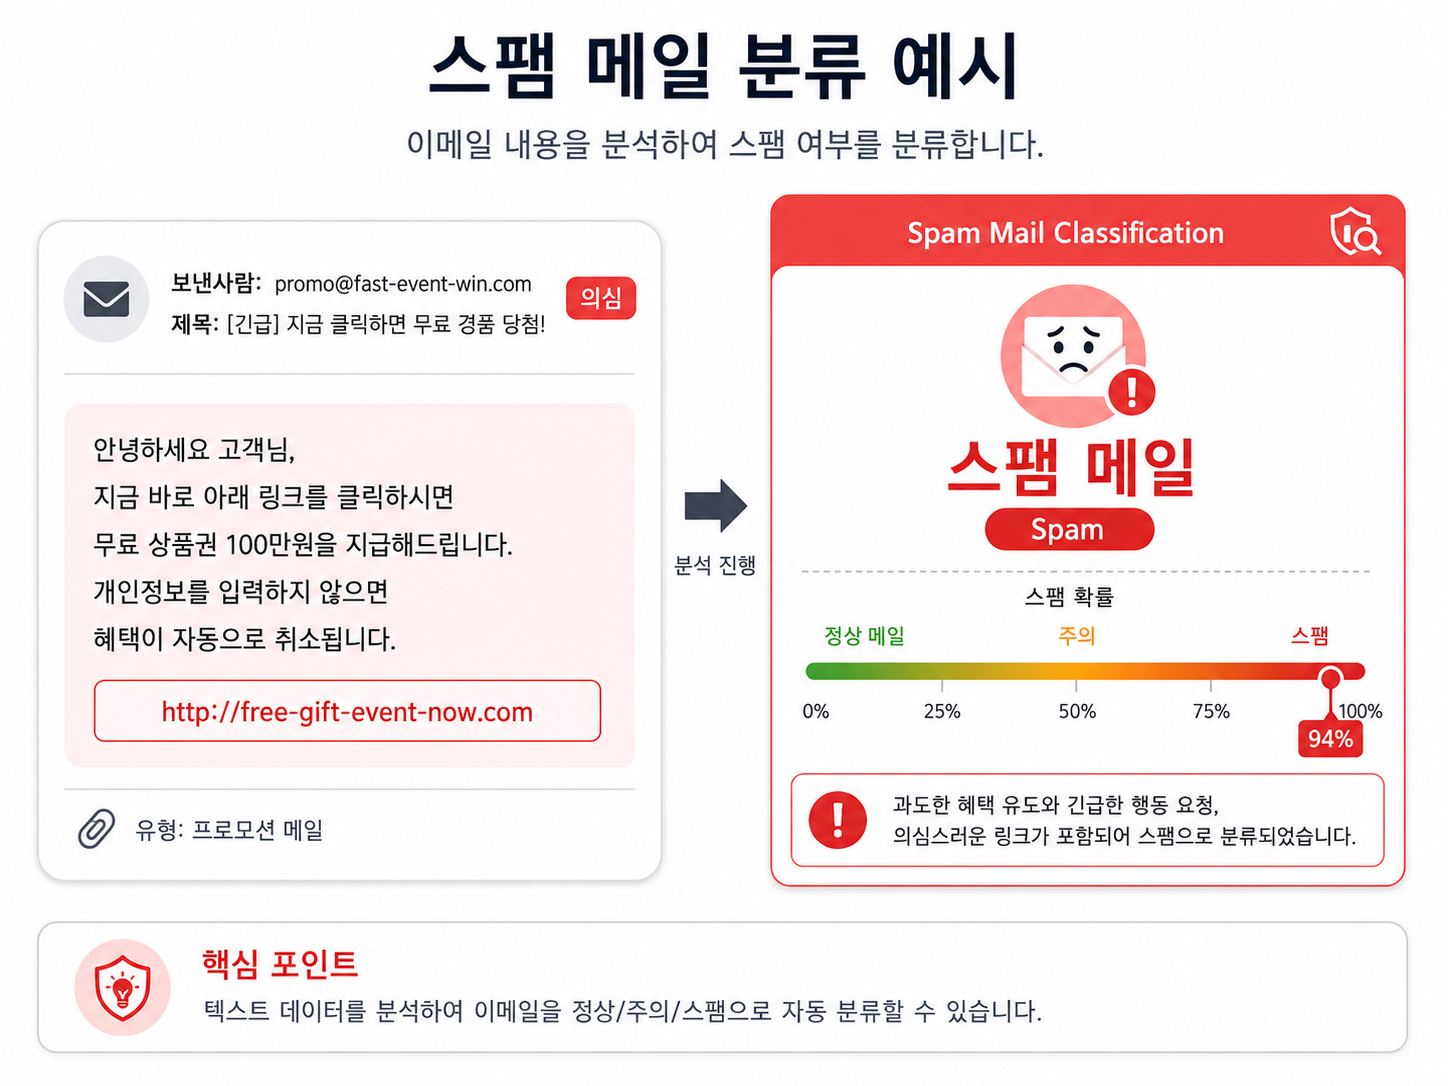 스팸 메일 분류 예시
이메일 내용을 분석하여 스팸 여부를 분류합니다.
보낸사람: promo@fast-event-win.com
제목: [긴급] 지금 클릭하면 무료 경품 당첨!
의심
안녕하세요 고객님,
지금 바로 아래 링크를 클릭하시면
무료 상품권 100만원을 지급해드립니다.
개인정보를 입력하지 않으면
혜택이 자동으로 취소됩니다.
http://free-gift-event-now.com
유형: 프로모션 메일
분석 진행
Spam Mail Classification
스팸 메일
Spam
스팸 확률
정상 메일 주의 스팸
0% 25% 50% 75% 100%
94%
과도한 혜택 유도와 긴급한 행동 요청,
의심스러운 링크가 포함되어 스팸으로 분류되었습니다.
핵심 포인트
텍스트 데이터를 분석하여 이메일을 정상/주의/스팸으로 자동 분류할 수 있습니다.